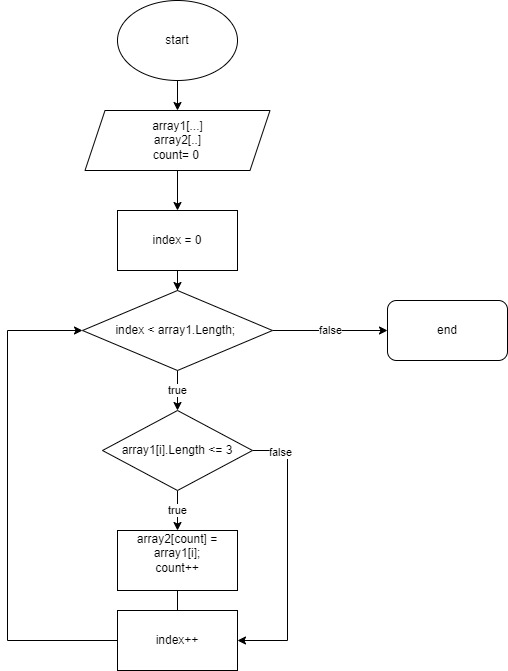 start
array1[...]
array2[..]
count= 0
index = 0
index < array1.Length;
false
end
true
array1[i].Length <= 3
false
true
array2[count] =
array1[i];
count++
index++